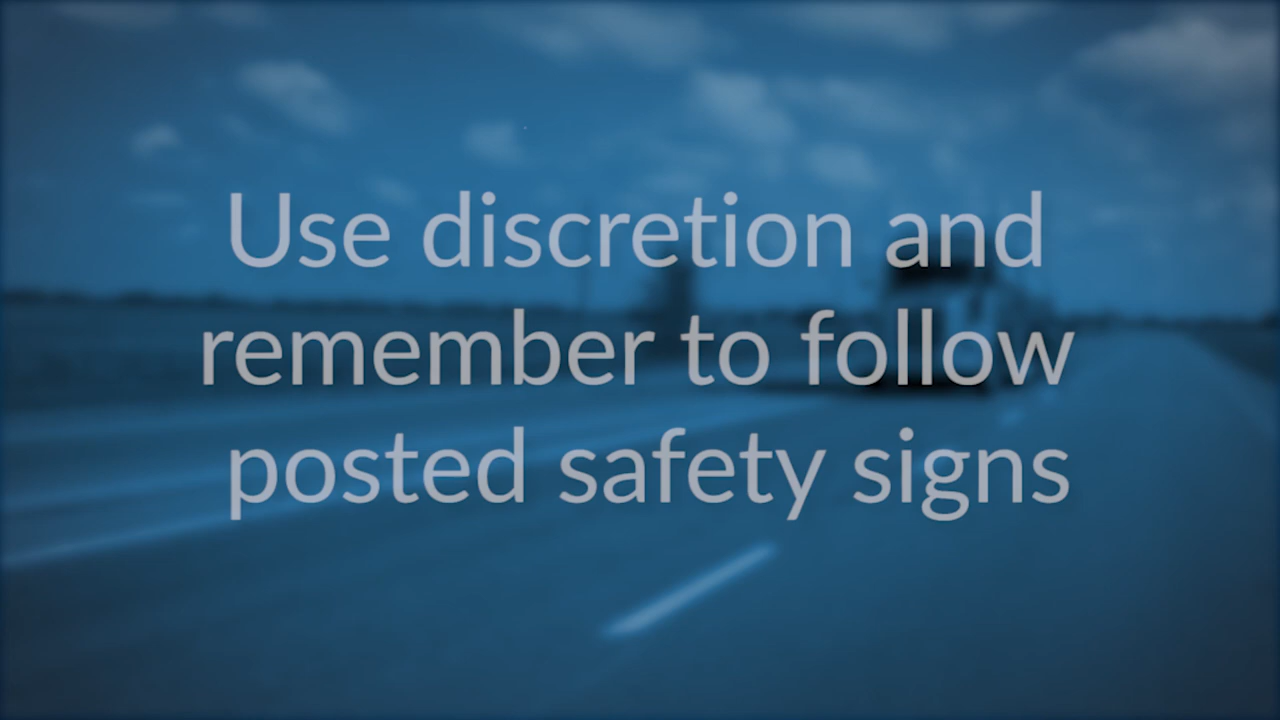 Use discretion and
remember to follow
posted safety signs